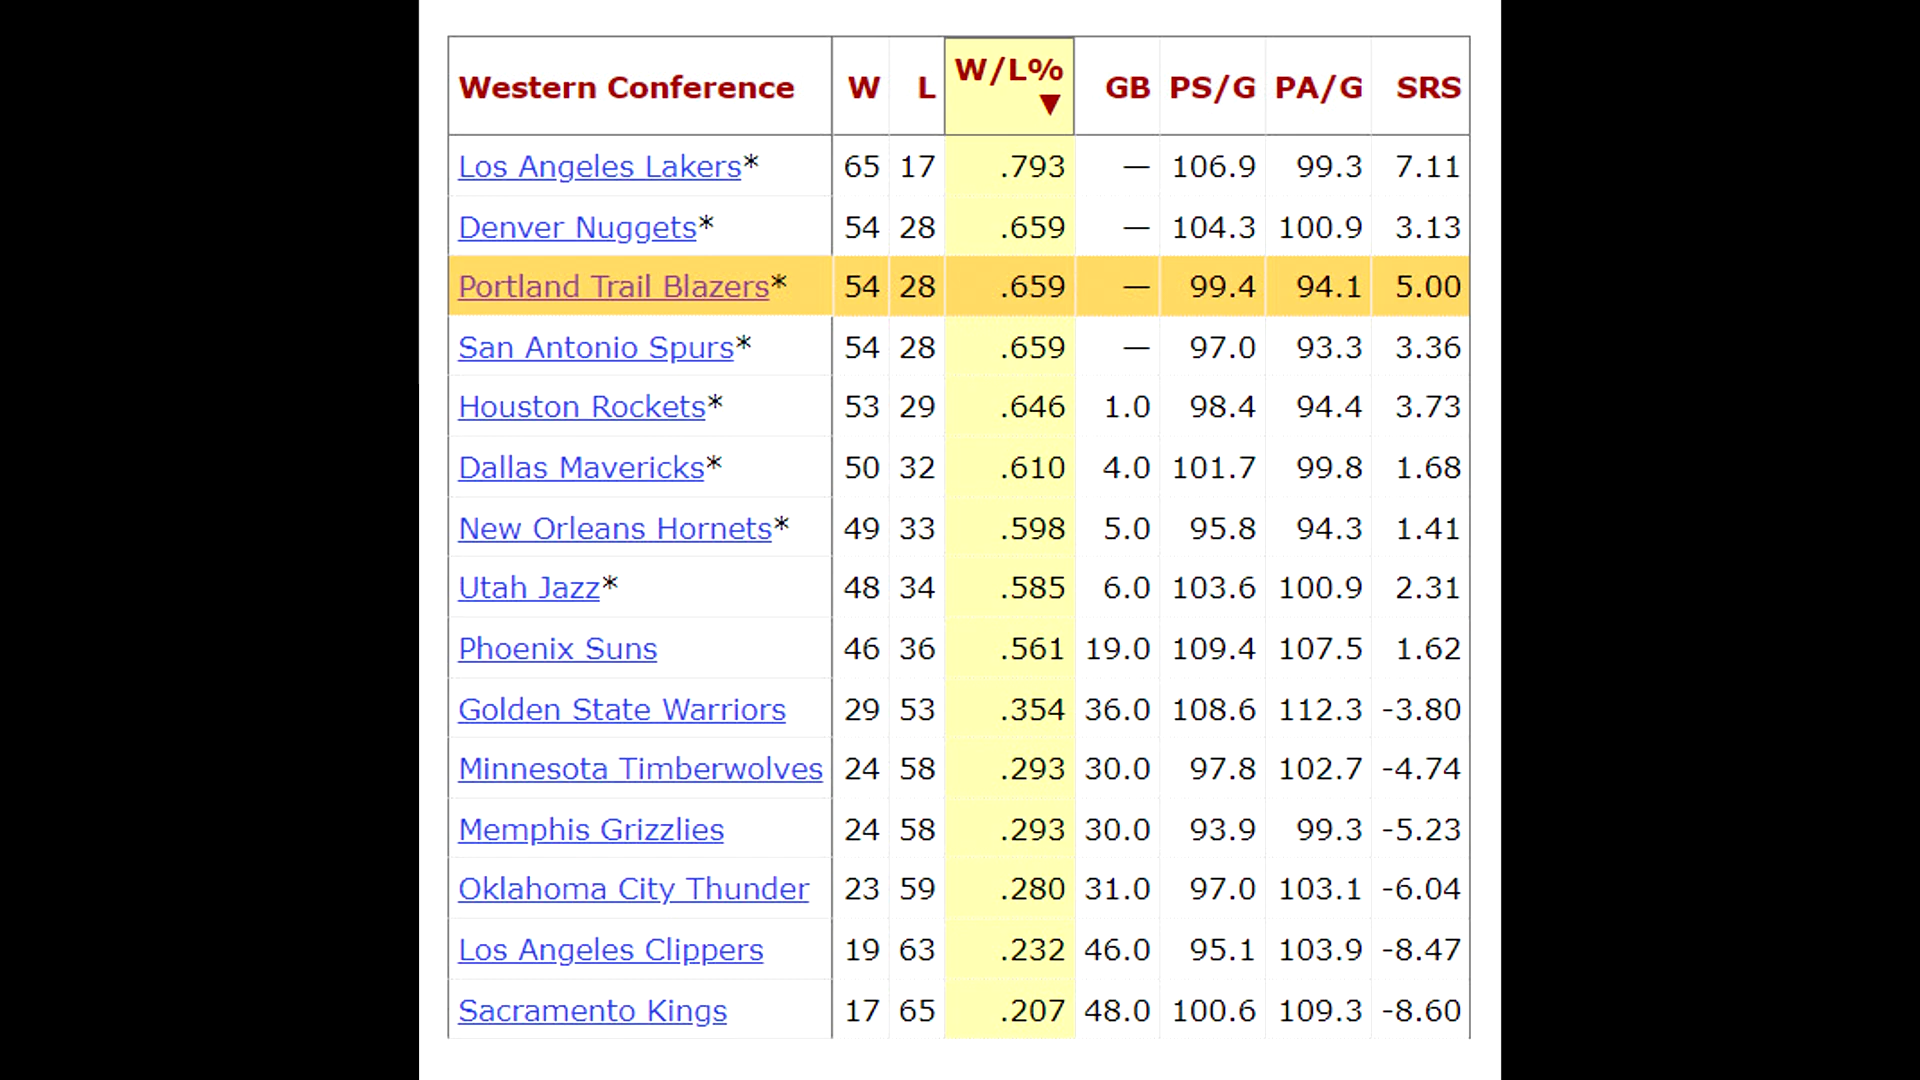 Western Conference W L W/L% ▼ GB PS/G PA/G SRS
Los Angeles Lakers* 65 17 .793 — 106.9 99.3 7.11
Denver Nuggets* 54 28 .659 — 104.3 100.9 3.13
Portland Trail Blazers* 54 28 .659 — 99.4 94.1 5.00
San Antonio Spurs* 54 28 .659 — 97.0 93.3 3.36
Houston Rockets* 53 29 .646 1.0 98.4 94.4 3.73
Dallas Mavericks* 50 32 .610 4.0 101.7 99.8 1.68
New Orleans Hornets* 49 33 .598 5.0 95.8 94.3 1.41
Utah Jazz* 48 34 .585 6.0 103.6 100.9 2.31
Phoenix Suns 46 36 .561 19.0 109.4 107.5 1.62
Golden State Warriors 29 53 .354 36.0 108.6 112.3 -3.80
Minnesota Timberwolves 24 58 .293 30.0 97.8 102.7 -4.74
Memphis Grizzlies 24 58 .293 30.0 93.9 99.3 -5.23
Oklahoma City Thunder 23 59 .280 31.0 97.0 103.1 -6.04
Los Angeles Clippers 19 63 .232 46.0 95.1 103.9 -8.47
Sacramento Kings 17 65 .207 48.0 100.6 109.3 -8.60